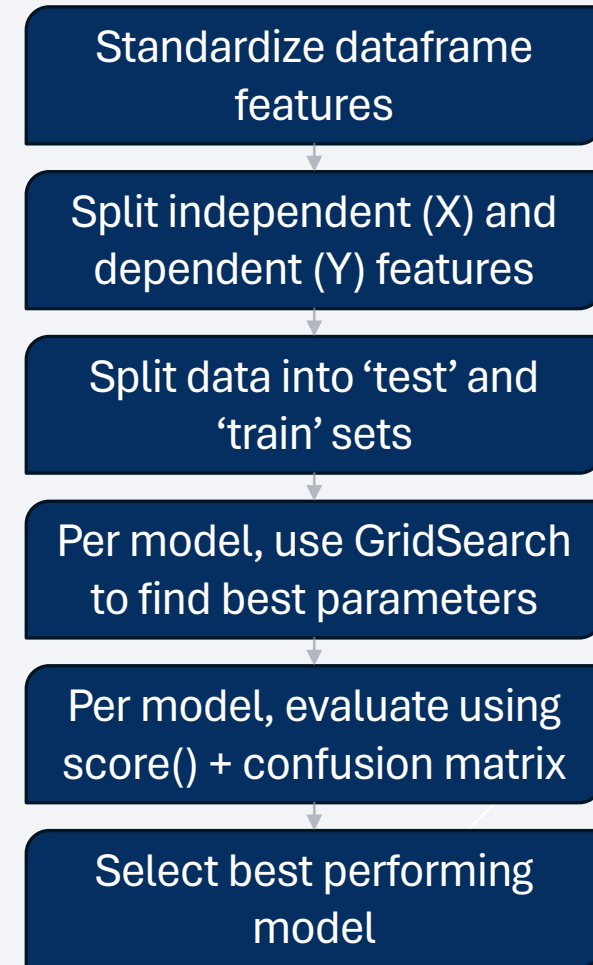 Standardize dataframe
features
Split independent (X) and
dependent (Y) features
Split data into ‘test’ and
‘train’ sets
Per model, use GridSearch
to find best parameters
Per model, evaluate using
score() + confusion matrix
Select best performing
model